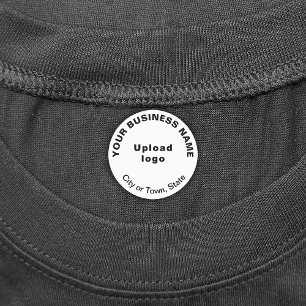 YOUR BUSINESS NAME
Upload
logo
City or Town, State